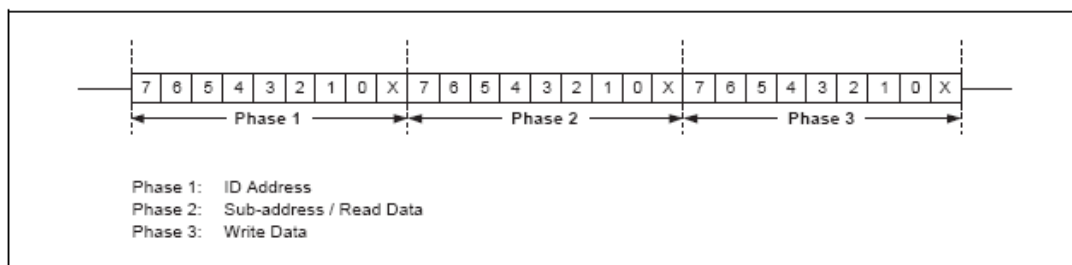 7 6 5 4 3 2 1 0 X 7 6 5 4 3 2 1 0 X 7 6 5 4 3 2 1 0 X
Phase 1 Phase 2 Phase 3
Phase 1: ID Address
Phase 2: Sub-address / Read Data
Phase 3: Write Data